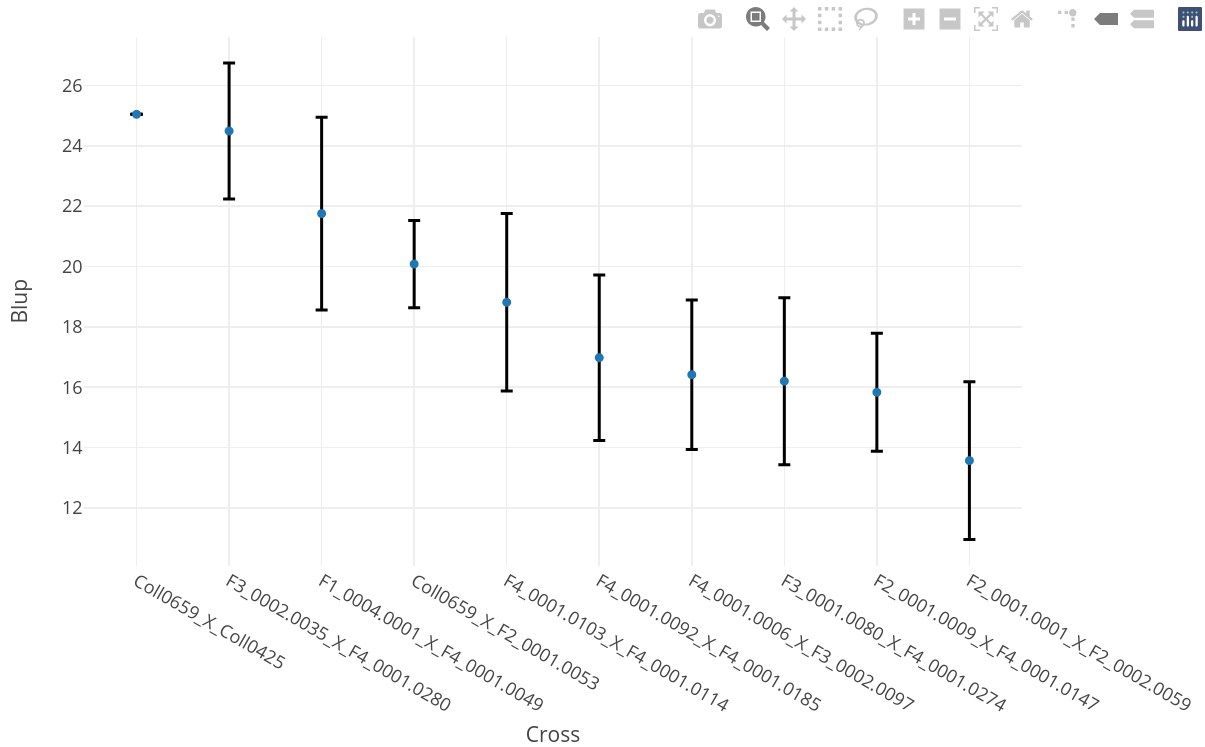 26
24
22
20
18
16
14
12
Blup
Coll0659_X_Coll0425
F3_0002.0035_X_F4_0001.0280
F1_0004.0001_X_F4_0001.0049
Coll0659_X_F2_0001.0053
F4_0001.0103_X_F4_0001.0114
F4_0001.0092_X_F4_0001.0185
F4_0001.0006_X_F3_0002.0097
F3_0001.0080_X_F4_0001.0274
F2_0001.0009_X_F4_0001.0147
F2_0001.0001_X_F2_0002.0059
Cross